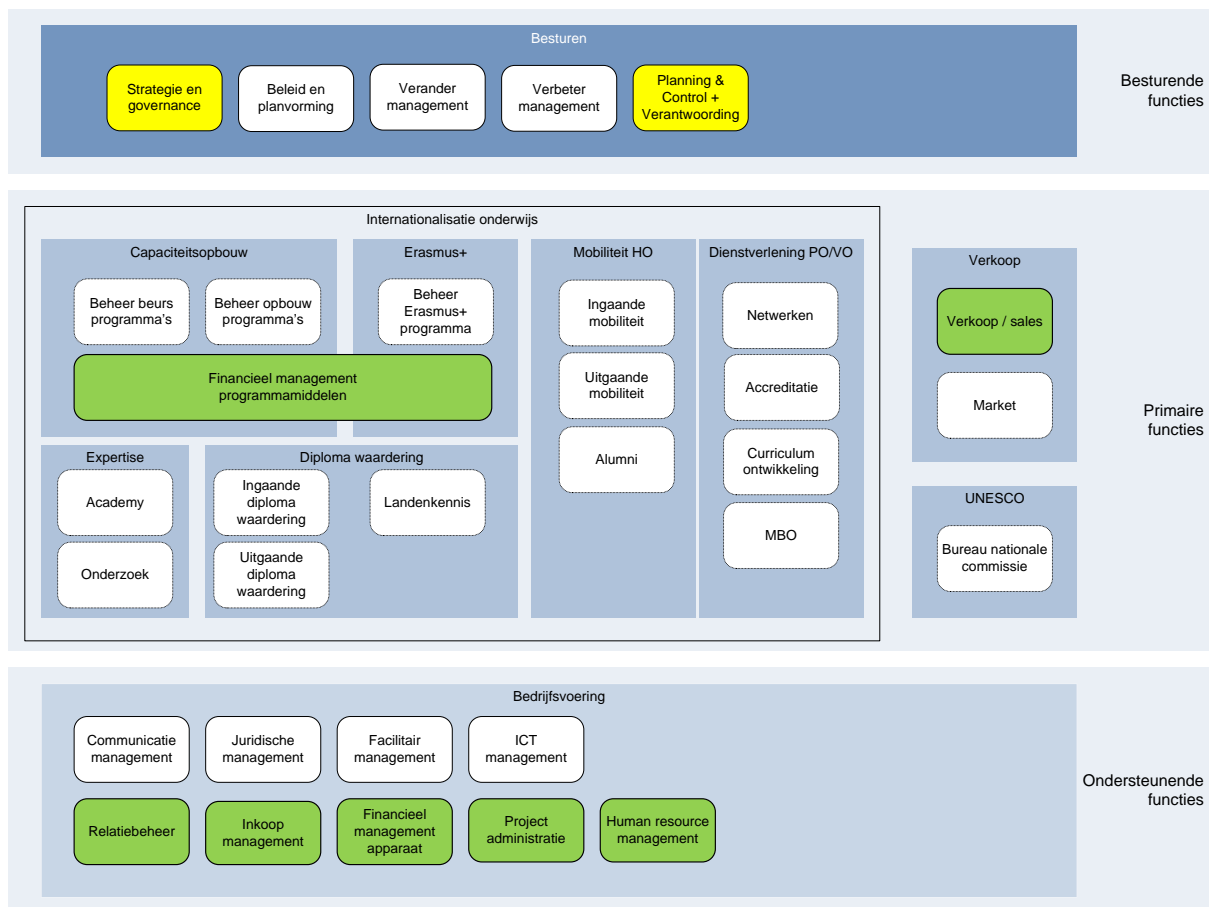 Besturen
Strategie en
governance
Beleid en
planvorming
Verander
management
Verbeter
management
Planning &
Control +
Verantwoording
Besturende
functies
Internationalisatie onderwijs
Capaciteitsopbouw
Beheer beurs
programma's
Beheer opbouw
programma's
Erasmus+
Beheer
Erasmus+
programma
Financieel management
programmamiddelen
Mobiliteit HO
Ingaande
mobiliteit
Uitgaande
mobiliteit
Alumni
Dienstverlening PO/VO
Netwerken
Accreditatie
Curriculum
ontwikkeling
MBO
Expertise
Academy
Onderzoek
Diploma waardering
Ingaande
diploma
waardering
Uitgaande
diploma
waardering
Landenkennis
Verkoop
Verkoop / sales
Market
UNESCO
Bureau nationale
commissie
Primaire
functies
Bedrijfsvoering
Communicatie
management
Juridische
management
Facilitair
management
ICT
management
Relatiebeheer
Inkoop
management
Financieel
management
apparaat
Project
administratie
Human resource
management
Ondersteunende
functies